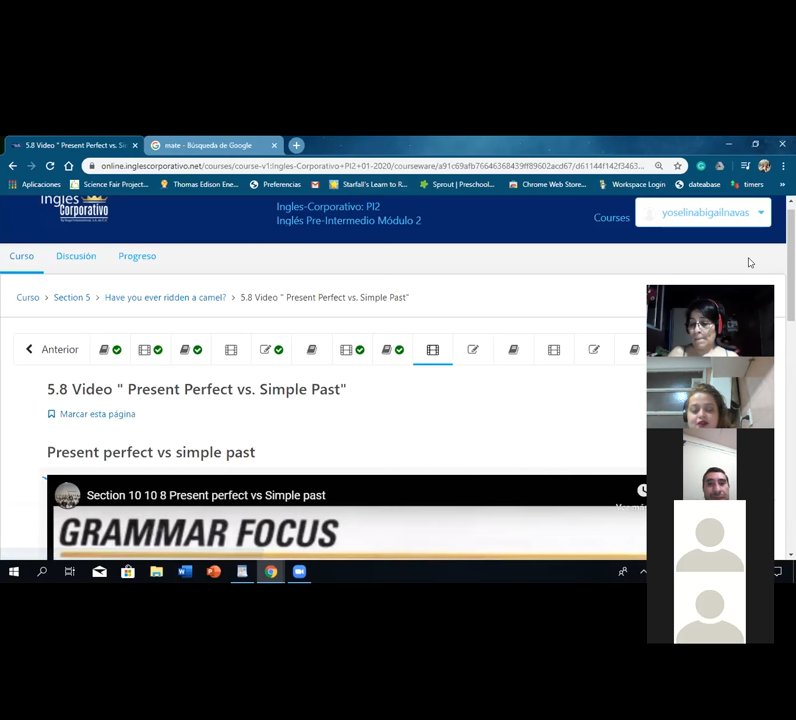 5.8 Video " Present Perfect vs. Si
mate - Búsqueda de Google
online.inglescorporativo.net/courses/course-v1:Ingles-Corporativo+PI2+01-2020/courseware/a91c69afb76646368439ff89602acd67/d61144f142f3463...
Aplicaciones
Science Fair Project...
Thomas Edison Ene...
Preferencias
Starfall's Learn to R...
Sprout | Preschool...
Chrome Web Store...
Workspace Login
dateabase
timers
»
Ingles
Corporativo
Ingles-Corporativo: PI2
Inglés Pre-Intermedio Módulo 2
Courses
yoselinabigailnavas
Curso
Discusión
Progreso
Curso > Section 5 > Have you ever ridden a camel? > 5.8 Video " Present Perfect vs. Simple Past"
Anterior
5.8 Video " Present Perfect vs. Simple Past"
Marcar esta página
Present perfect vs simple past
Section 10 10 8 Present perfect vs Simple past
GRAMMAR FOCUS